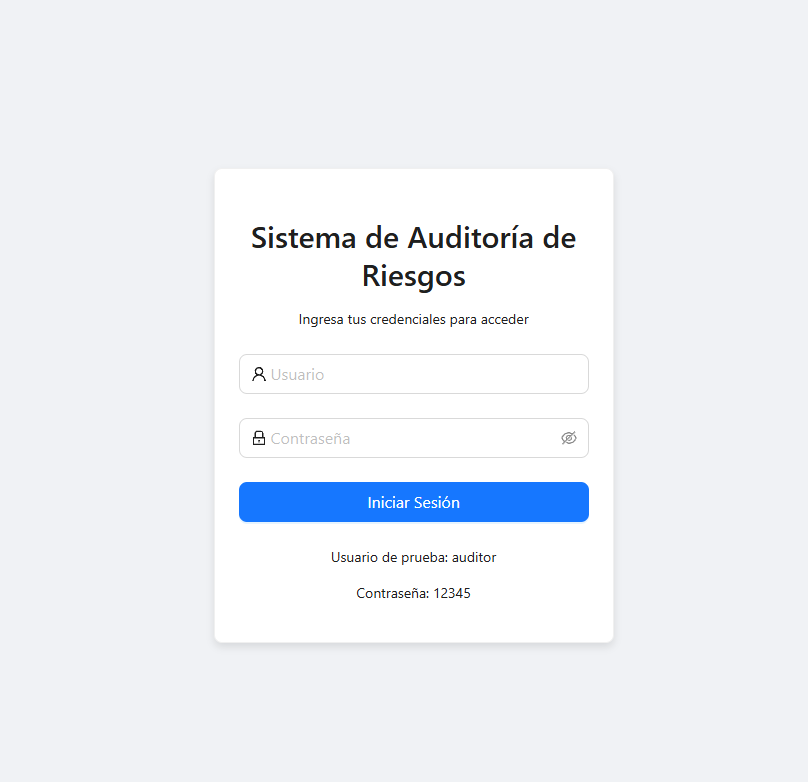 Sistema de Auditoría de
Riesgos
Ingresa tus credenciales para acceder
Usuario
Contraseña
Iniciar Sesión
Usuario de prueba: auditor
Contraseña: 12345